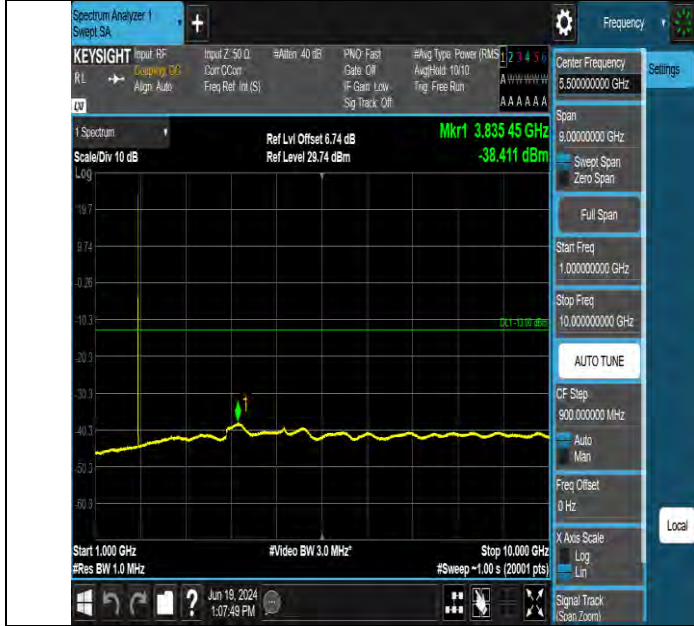 Spectrum Analyzer 1
Swept SA
+
Frequency
KEYSIGHT
RL
Input: RF
Coupling: DC
Align: Auto
Input Z: 50 Ω
Corr CCorr
Freq Ref: Int (S)
#Atten: 40 dB
PNO: Fast
Gate: Off
IF Gain: Low
Sig Track: Off
#Avg Type: Power (RMS
Avg|Hold: 10/10
Trig: Free Run
1 2 3 4 5 6
A W W W W W
A A A A A A
LXI
1 Spectrum
Scale/Div 10 dB
Log
Ref Lvl Offset 6.74 dB
Ref Level 29.74 dBm
Mkr1 3.835 45 GHz
-38.411 dBm
19.7
9.74
-0.26
-10.3
-20.3
-30.3
-40.3
-50.3
-60.3
DL1 -13.00 dBm
1
Start 1.000 GHz
#Res BW 1.0 MHz
#Video BW 3.0 MHz*
Stop 10.000 GHz
#Sweep ~1.00 s (20001 pts)
Jun 19, 2024
1:07:49 PM
Center Frequency
5.500000000 GHz
Settings
Span
9.00000000 GHz
Swept Span
Zero Span
Full Span
Start Freq
1.000000000 GHz
Stop Freq
10.000000000 GHz
AUTO TUNE
CF Step
900.000000 MHz
Auto
Man
Freq Offset
0 Hz
X Axis Scale
Log
Lin
Local
Signal Track
(Span Zoom)